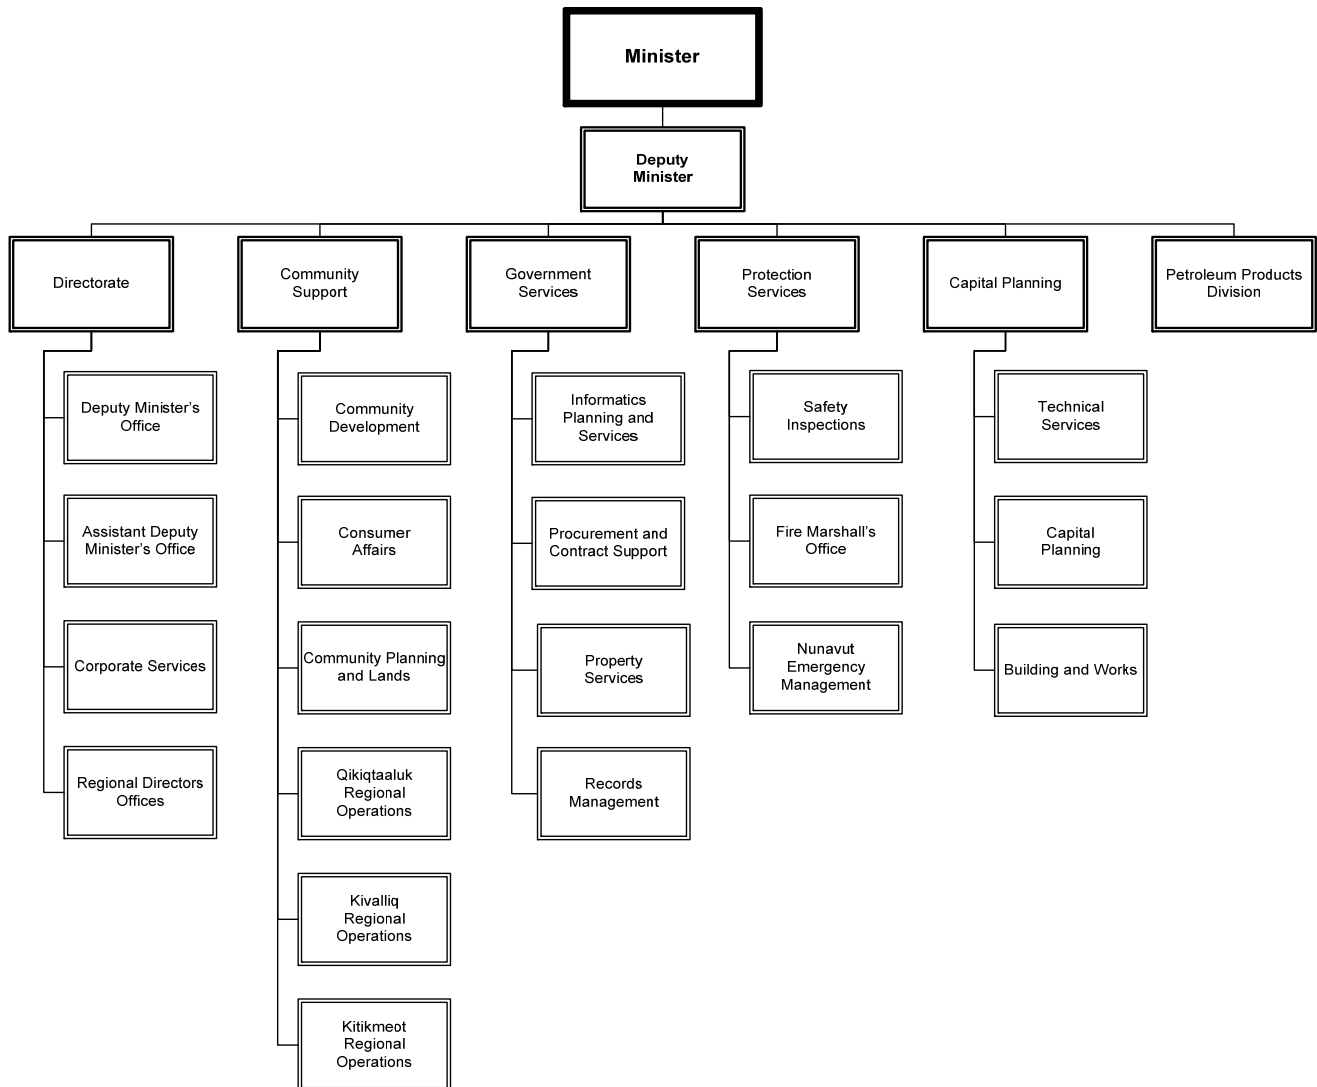 Minister
Deputy
Minister
Directorate
Community
Support
Government
Services
Protection
Services
Capital Planning
Petroleum Products
Division
Deputy Minister's
Office
Assistant Deputy
Minister's Office
Corporate Services
Regional Directors
Offices
Community
Development
Consumer
Affairs
Community Planning
and Lands
Qikiqtaaluk
Regional
Operations
Kivalliq
Regional
Operations
Kitikmeot
Regional
Operations
Informatics
Planning and
Services
Procurement and
Contract Support
Property
Services
Records
Management
Safety
Inspections
Fire Marshall's
Office
Nunavut
Emergency
Management
Technical
Services
Capital
Planning
Building and Works